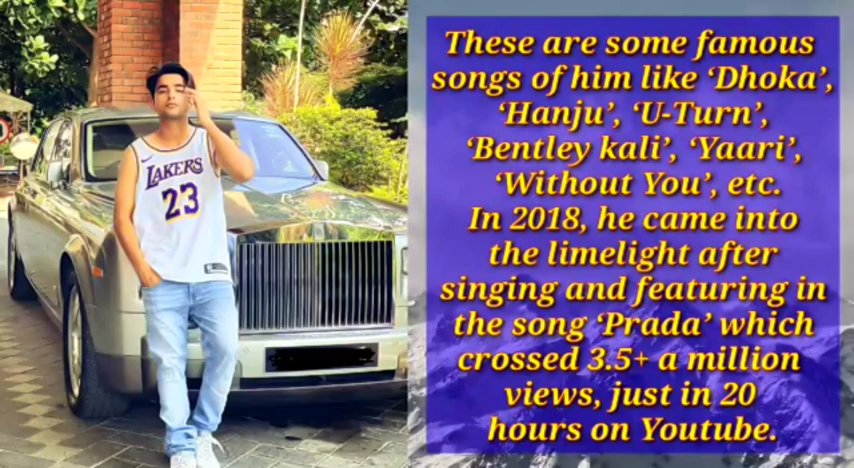 LAKERS
23
These are some famous
songs of him like ‘Dhoka’,
‘Hanju’, ‘U-Turn’,
‘Bentley kali’, ‘Yaari’,
‘Without You’, etc.
In 2018, he came into
the limelight after
singing and featuring in
the song ‘Prada’ which
crossed 3.5+ a million
views, just in 20
hours on Youtube.